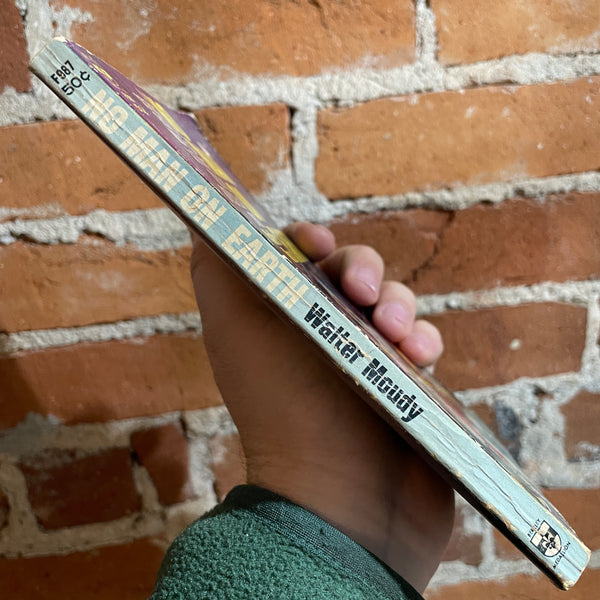 F987
50¢
NO MAN ON EARTH
Walter Moudy